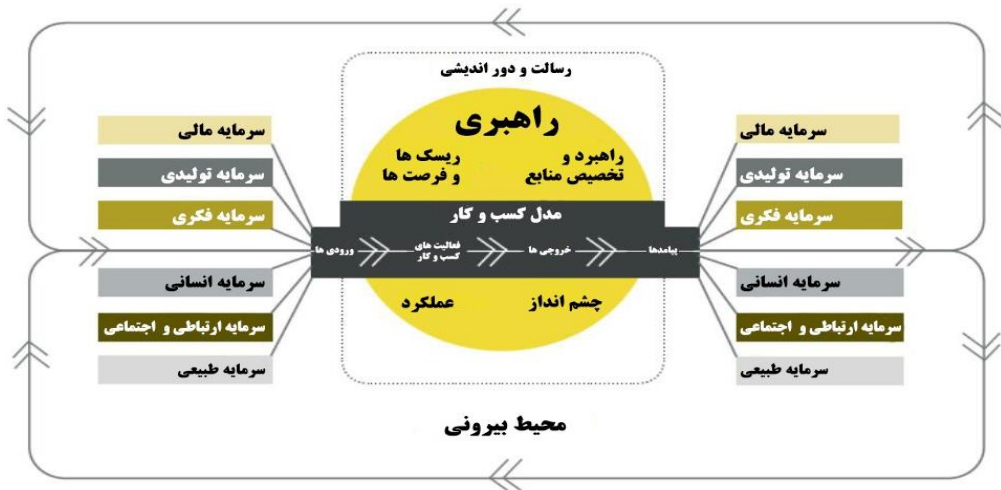 رسالت و دور اندیشی
راهبری
ریسک ها
و فرصت ها
راهبرد و
تخصیص منابع
سرمایه مالی
سرمایه تولیدی
سرمایه فکری
سرمایه انسانی
سرمایه ارتباطی و اجتماعی
سرمایه طبیعی
مدل کسب و کار
ورودی ها
فعالیت های
کسب و کار
خروجی ها
پیامدها
عملکرد
چشم انداز
سرمایه مالی
سرمایه تولیدی
سرمایه فکری
سرمایه انسانی
سرمایه ارتباطی و اجتماعی
سرمایه طبیعی
محیط بیرونی